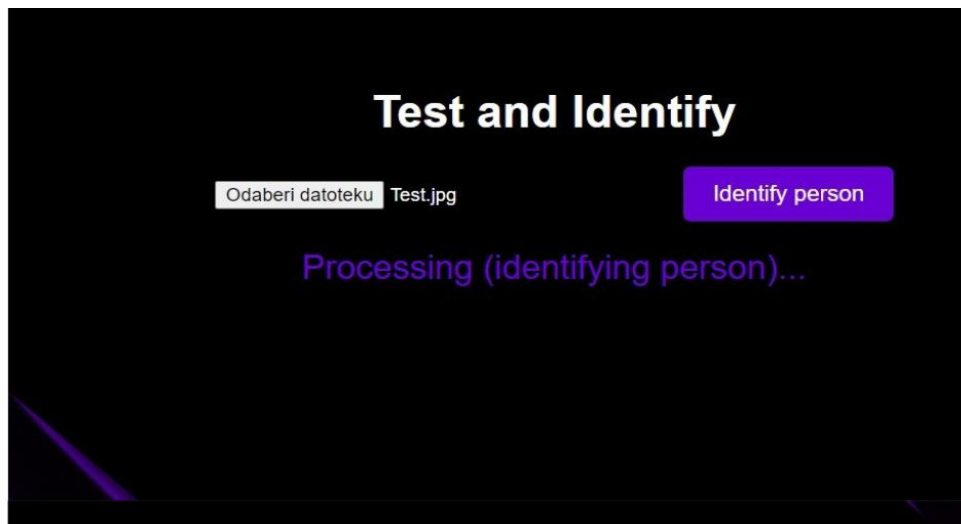 Test and Identify
Odaberi datoteku Test.jpg Identify person
Processing (identifying person)...